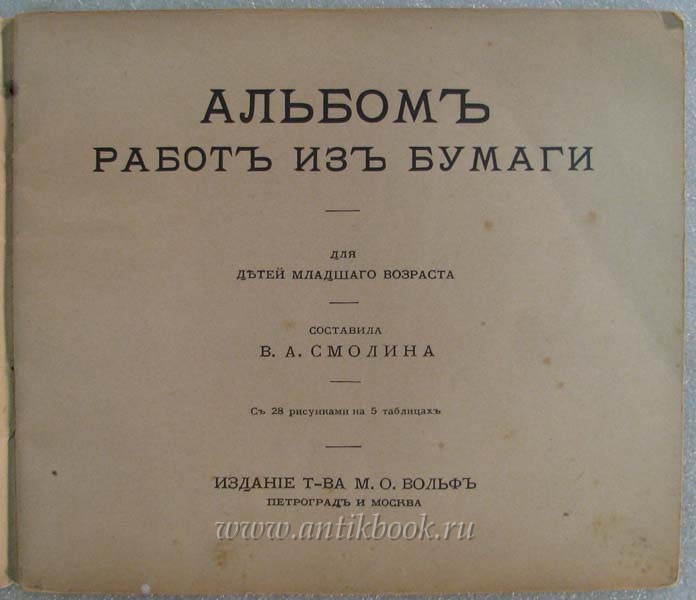 АЛЬБОМЪ
РАБОТЪ ИЗЪ БУМАГИ
ДЛЯ
ДѢТЕЙ МЛАДШАГО ВОЗРАСТА
СОСТАВИЛА
В. А. СМОЛИНА
Съ 28 рисунками на 5 таблицахъ
ИЗДАНІЕ Т-ВА М. О. ВОЛЬФЪ
ПЕТРОГРАДЪ И МОСКВА
www.antikbook.ru